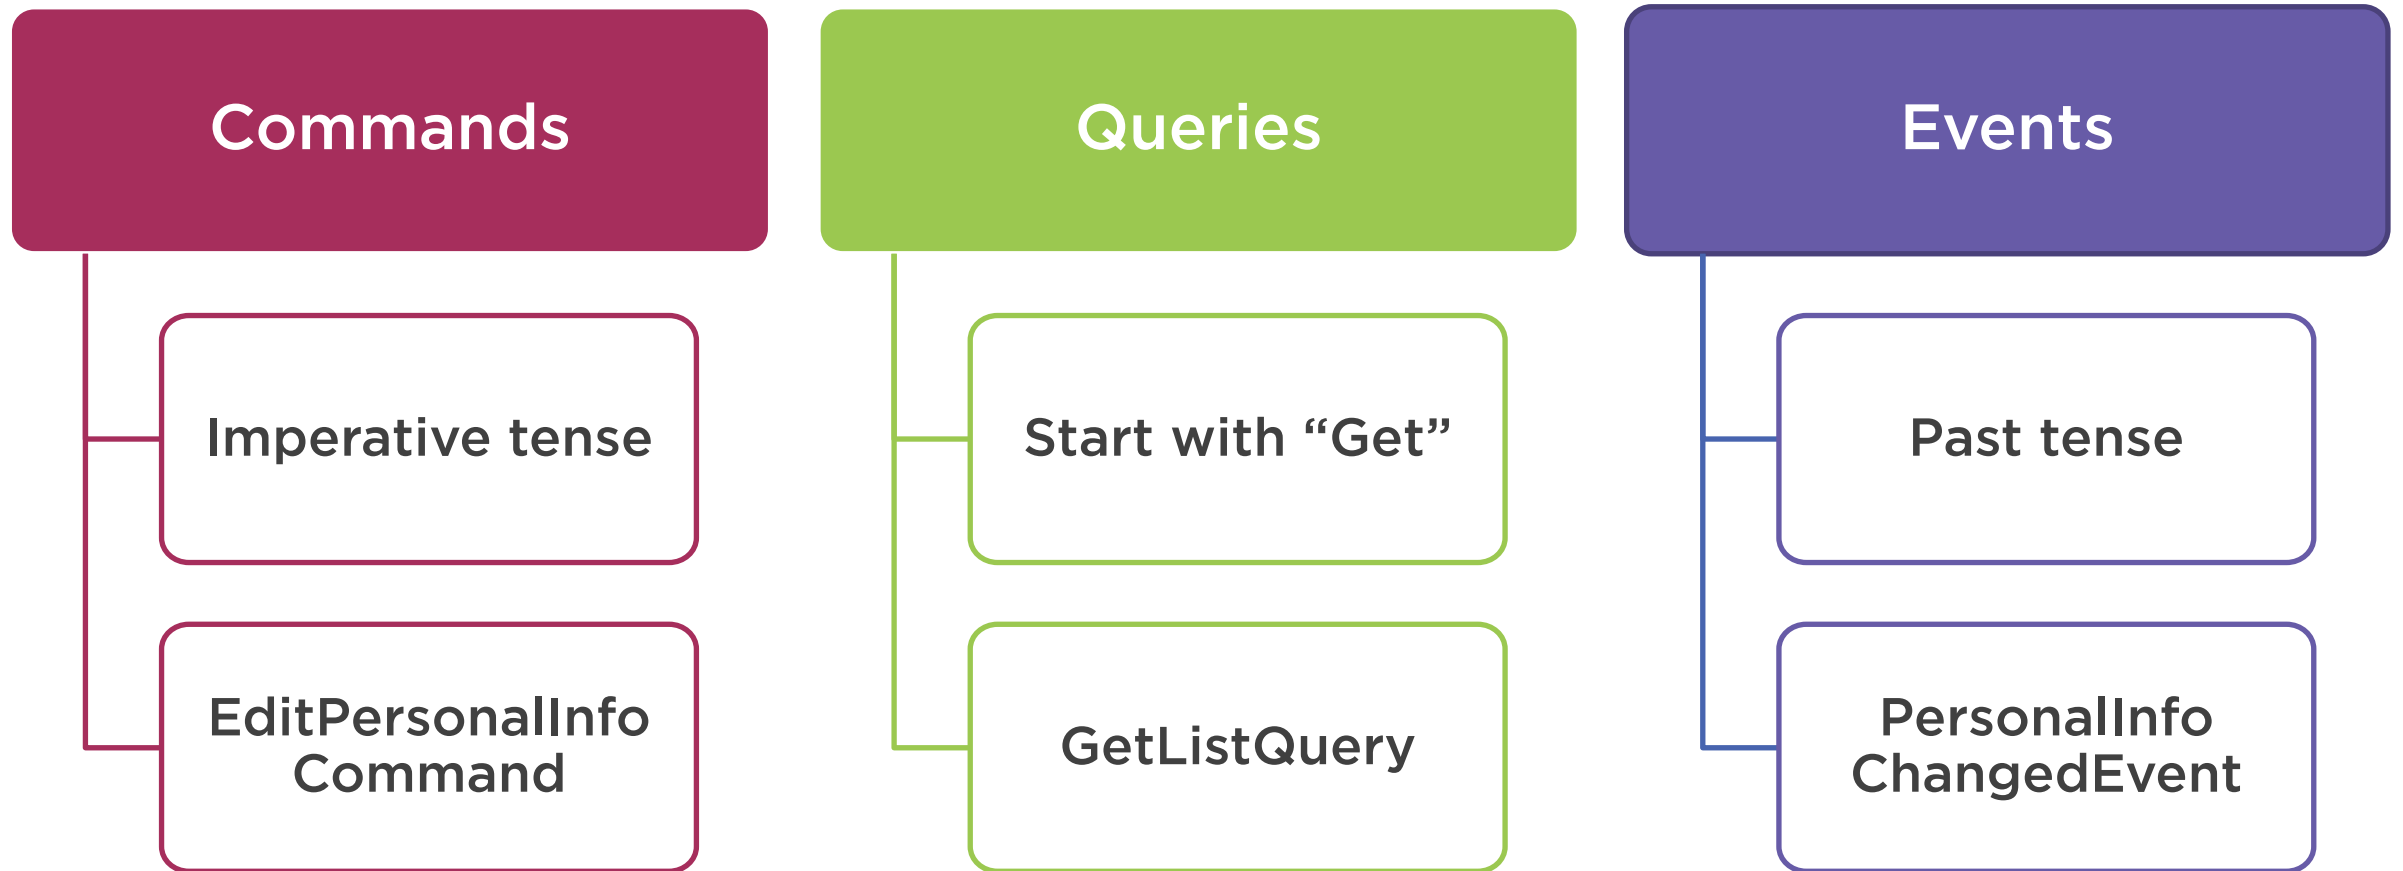 Commands
Queries
Events
Imperative tense
Start with “Get”
Past tense
EditPersonalInfo
Command
GetListQuery
PersonalInfo
ChangedEvent